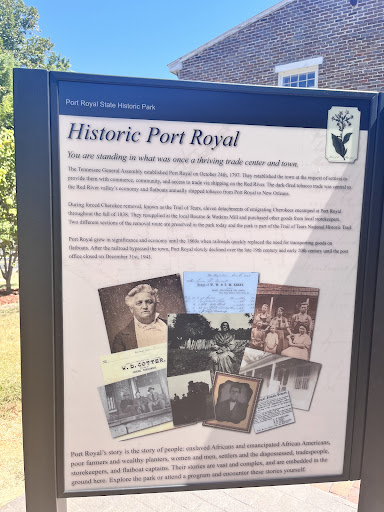 Port Royal State Historic Park
Historic Port Royal
You are standing in what was once a thriving trade center and town.
The Tennessee General Assembly established Port Royal on October 24th, 1797. They established the town at the request of settlers to
provide them with commerce, community, and access to trade via shipping on the Red River. The dark-fired tobacco trade was central to
the Red River valley's economy and flatboats annually shipped tobacco from Port Royal to New Orleans.
During forced Cherokee removal, known as the Trail of Tears, eleven detachments of emigrating Cherokee encamped at Port Royal
throughout the fall of 1838. They resupplied at the local Mill and purchased other goods from local storekeepers.
Two different sections of the removal route are preserved in the park today and the park is part of the Trail of Tears National Historic Trail.
Port Royal grew in significance and economy until the 1860s when railroads quickly replaced the need for transporting goods on
flatboats. After the railroad bypassed the town, Port Royal slowly declined over the late 19th century and early 20th century until the post
office closed on December 31st, 1941.
W. D. COTTER
Port Royal's story is the story of people: enslaved Africans and emancipated African Americans,
poor farmers and wealthy planters, women and men, settlers and the dispossessed, tradespeople,
storekeepers, and flatboat captains. Their stories are vast and complex, and are embedded in the
ground here. Explore the park or attend a program and encounter these stories yourself.